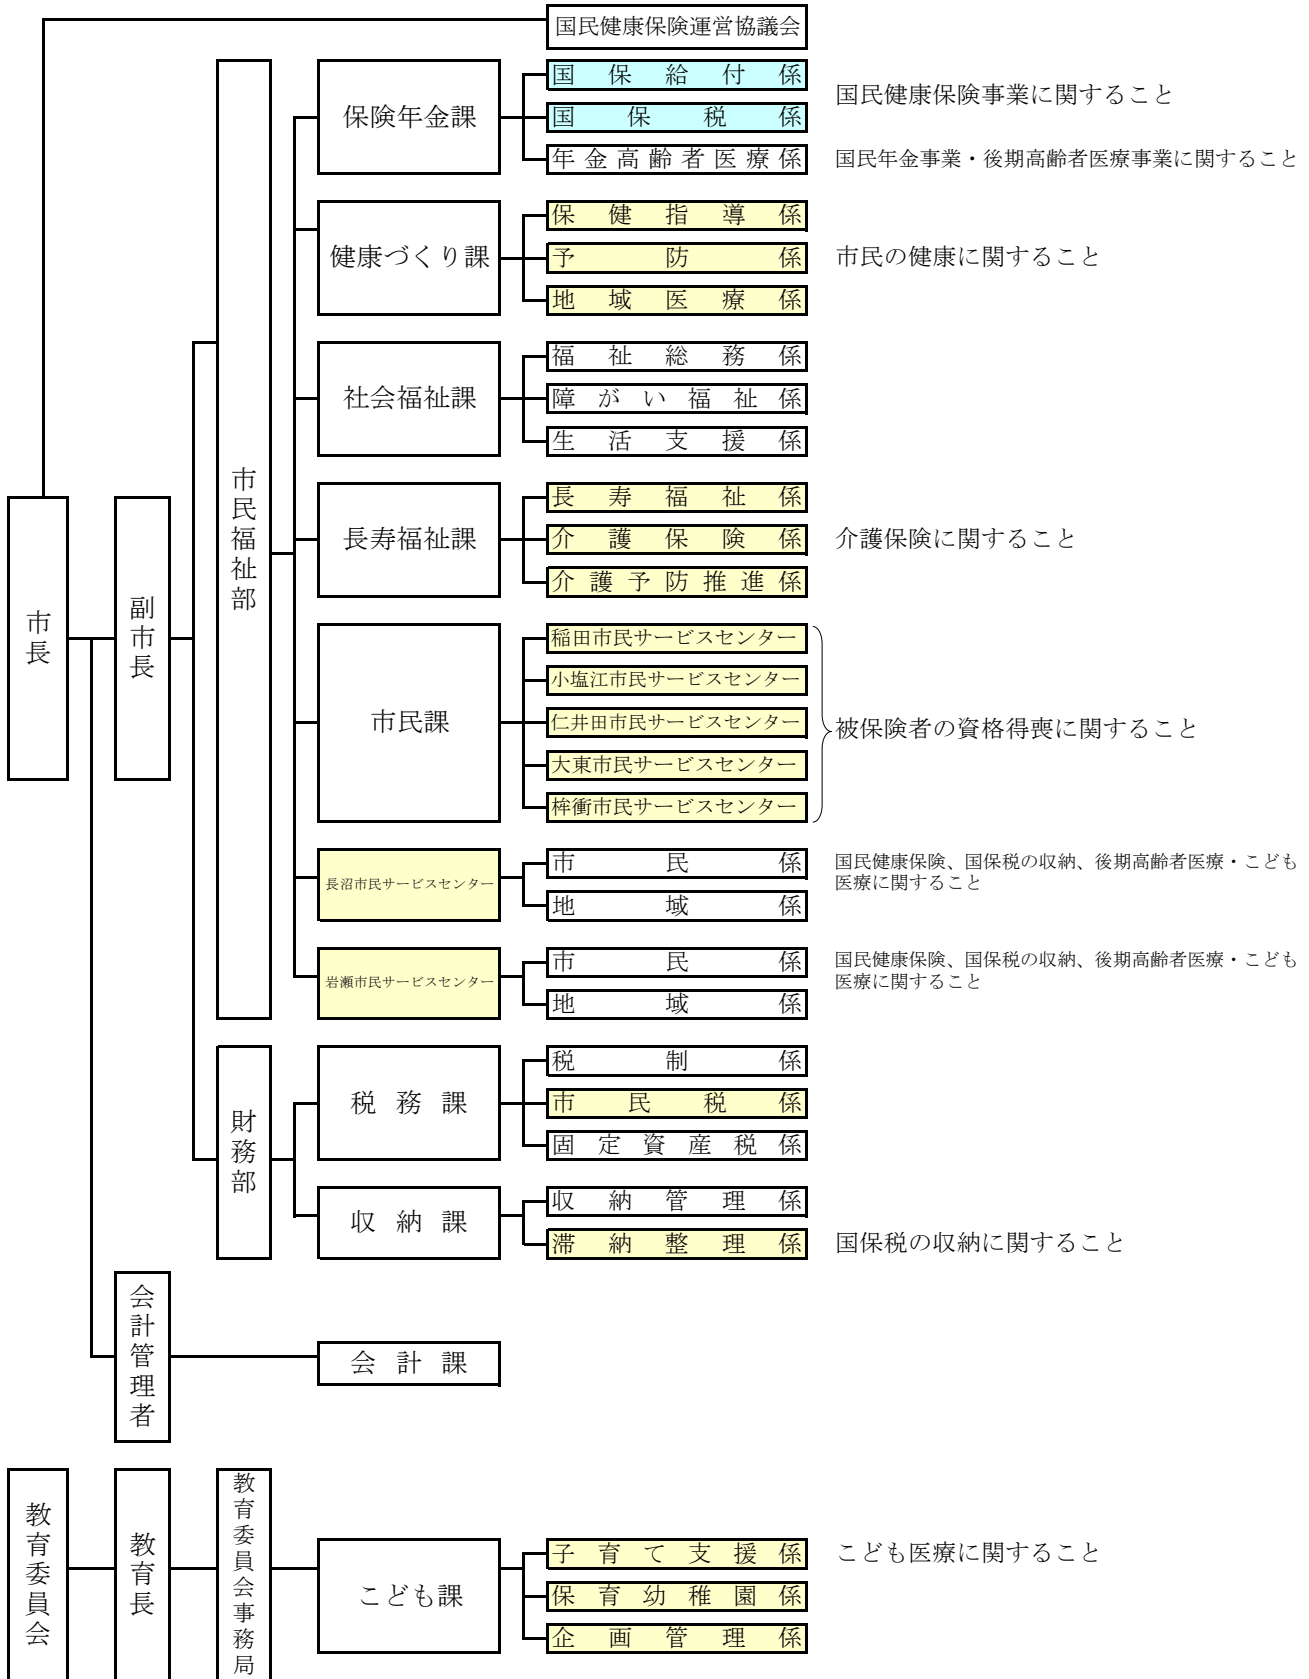 国民健康保険運営協議会
市長
副市長
市民福祉部
保険年金課
国保給付係
国保税係
国民健康保険事業に関すること
年金高齢者医療係
国民年金事業・後期高齢者医療事業に関すること
健康づくり課
保健指導係
予防係
市民の健康に関すること
地域医療係
社会福祉課
福祉総務係
障がい福祉係
生活支援係
長寿福祉課
長寿福祉係
介護保険係
介護保険に関すること
介護予防推進係
市民課
稲田市民サービスセンター
小塩江市民サービスセンター
仁井田市民サービスセンター
大東市民サービスセンター
桙衝市民サービスセンター
被保険者の資格得喪に関すること
長沼市民サービスセンター
市民係
地域係
国民健康保険、国保税の収納、後期高齢者医療・こども
医療に関すること
岩瀬市民サービスセンター
市民係
地域係
国民健康保険、国保税の収納、後期高齢者医療・こども
医療に関すること
財務部
税務課
税制係
市民税係
固定資産税係
収納課
収納管理係
滞納整理係
国保税の収納に関すること
会計管理者
会計課
教育委員会
教育長
教育委員会事務局
こども課
子育て支援係
こども医療に関すること
保育幼稚園係
企画管理係